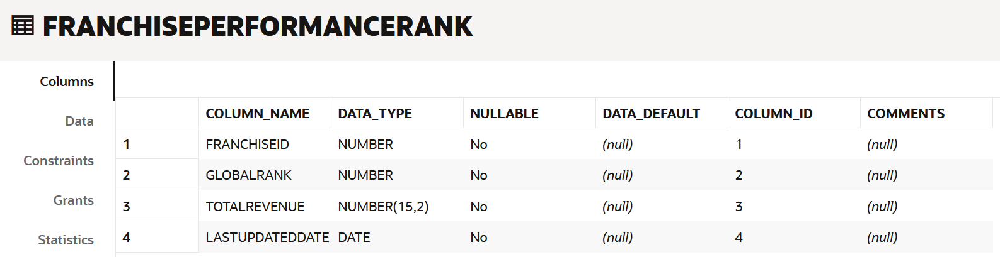 FRANCHISEPERFORMANCERANK
Columns
Data
Constraints
Grants
Statistics
COLUMN_NAME DATA_TYPE NULLABLE DATA_DEFAULT COLUMN_ID COMMENTS
1 FRANCHISEID NUMBER No (null) 1 (null)
2 GLOBALRANK NUMBER No (null) 2 (null)
3 TOTALREVENUE NUMBER(15,2) No (null) 3 (null)
4 LASTUPDATEDDATE DATE No (null) 4 (null)